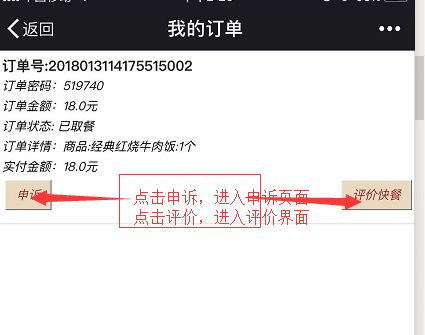 返回
我的订单
订单号:2018013114175515002
订单密码：519740
订单金额：18.0元
订单状态: 已取餐
订单详情：商品:经典红烧牛肉饭:1个
实付金额：18.0元
申诉
点击申诉，进入申诉页面
评价快餐
点击评价，进入评价界面